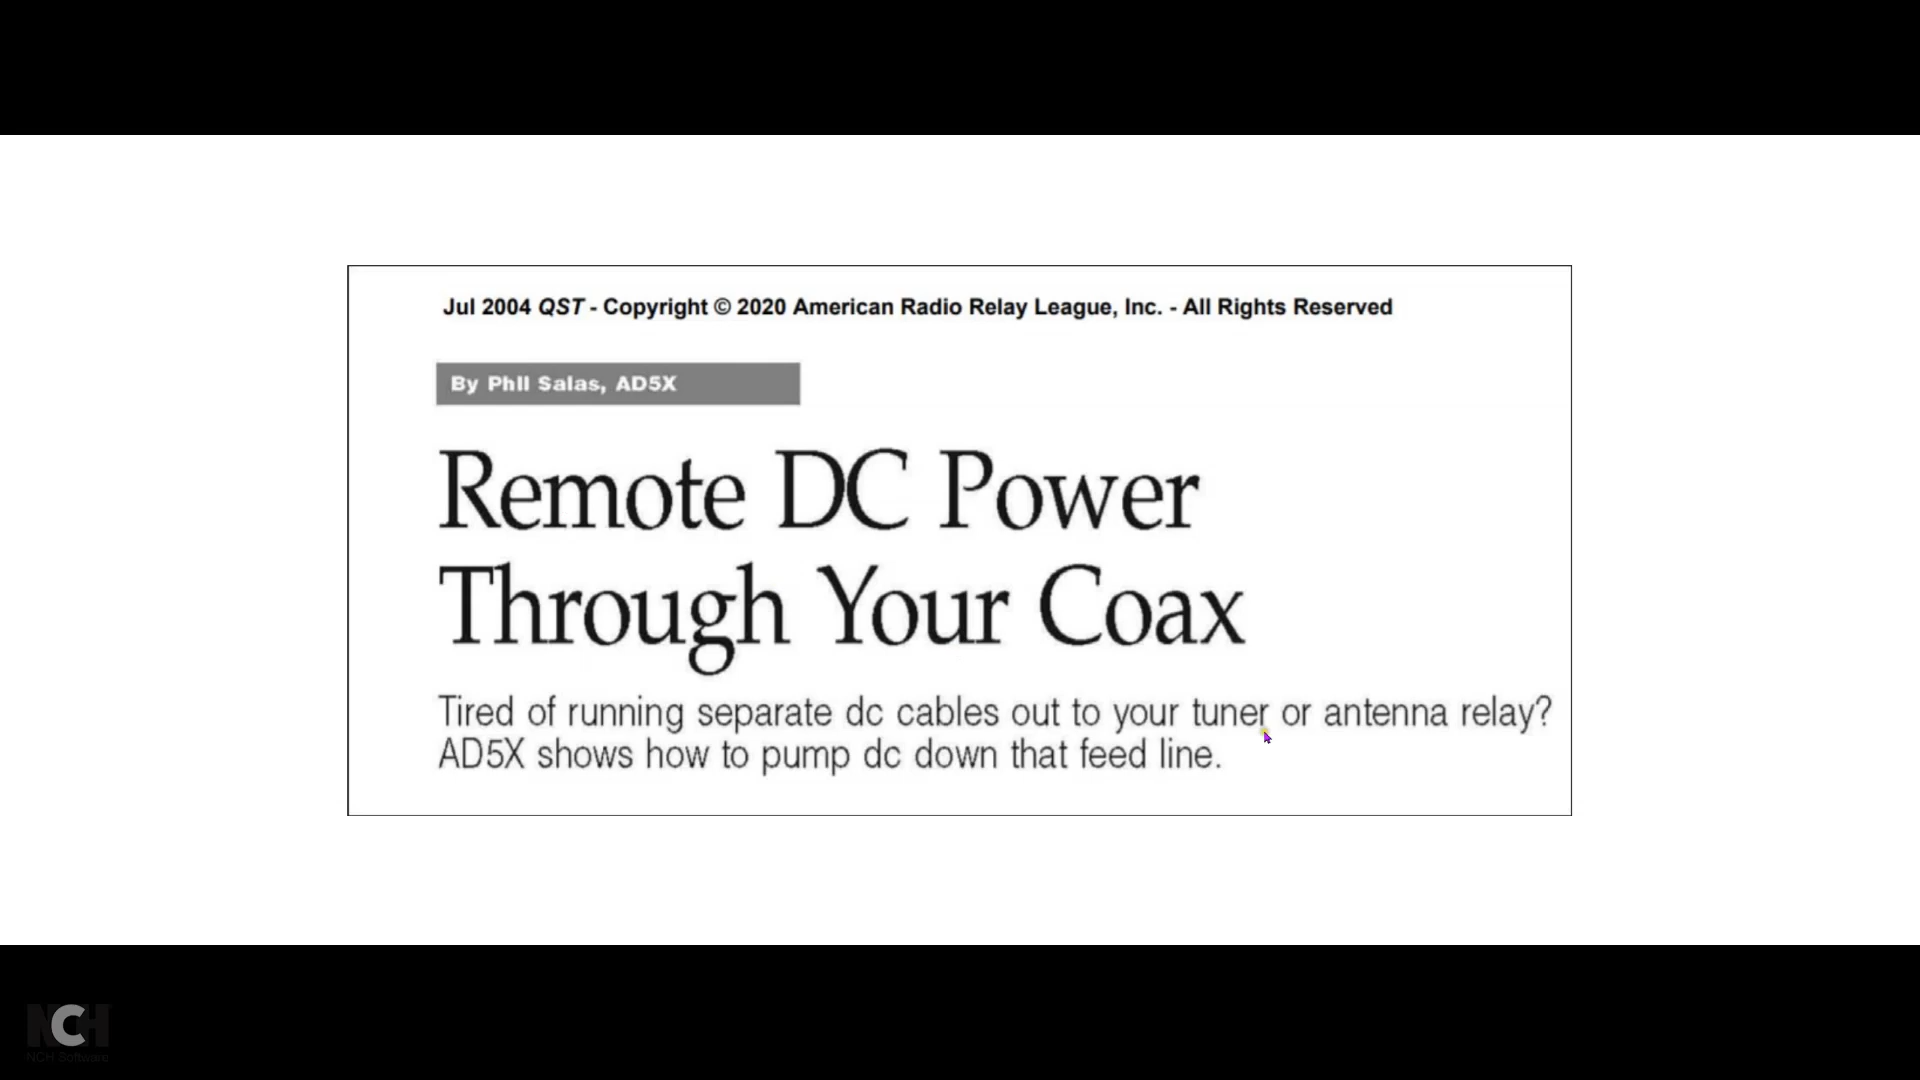 Jul 2004 QST - Copyright © 2020 American Radio Relay League, Inc. - All Rights Reserved
By Phil Salas, AD5X
Remote DC Power
Through Your Coax
Tired of running separate dc cables out to your tuner or antenna relay?
AD5X shows how to pump dc down that feed line.
NCH
NCH Software